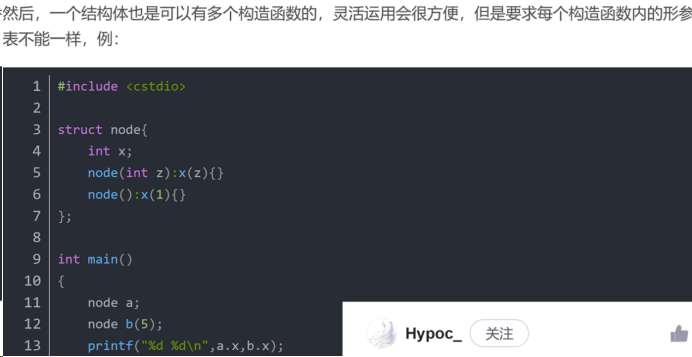 然后，一个结构体也是可以有多个构造函数的，灵活运用会很方便，但是要求每个构造函数内的形参
表不能一样，例：
1 #include <cstdio>
2
3 struct node{
4 int x;
5 node(int z):x(z){}
6 node():x(1){}
7 };
8
9 int main()
10 {
11 node a;
12 node b(5);
13 printf("%d %d\n",a.x,b.x);
Hypoc_ 关注